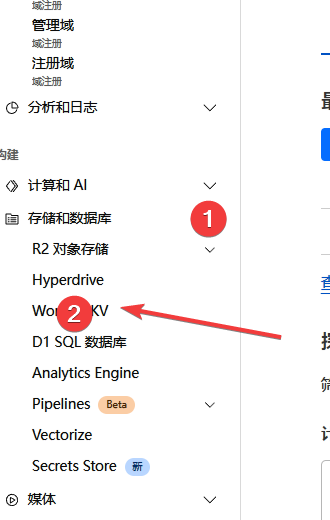 域注册
管理域
域注册
注册域
域注册
分析和日志
构建
计算和 AI
存储和数据库
1
R2 对象存储
Hyperdrive
2
KV
D1 SQL 数据库
Analytics Engine
Pipelines Beta
Vectorize
Secrets Store 新
媒体